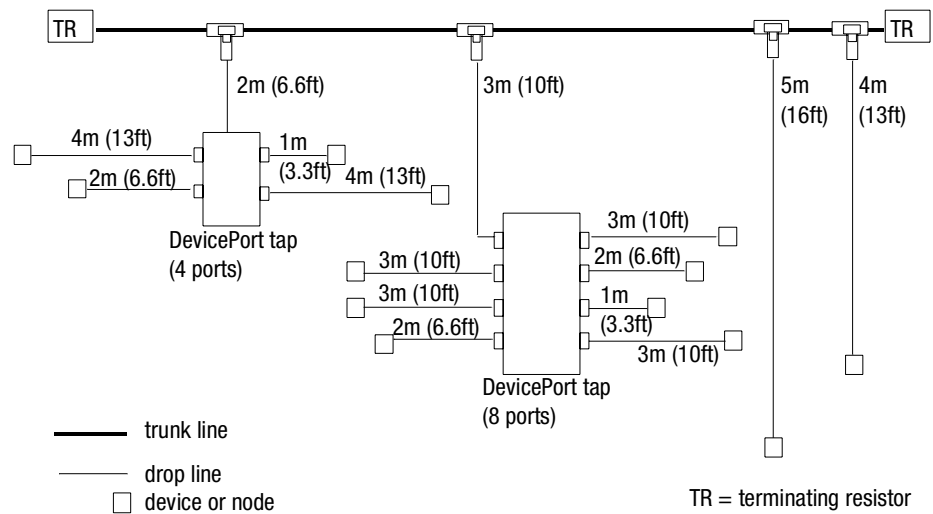 TR
TR
2m (6.6ft)
3m (10ft)
5m
(16ft)
4m
(13ft)
4m (13ft)
1m
(3.3ft)
2m (6.6ft)
4m (13ft)
DevicePort tap
(4 ports)
3m (10ft)
3m (10ft)
2m (6.6ft)
3m (10ft)
2m (6.6ft)
1m
(3.3ft)
3m (10ft)
DevicePort tap
(8 ports)
trunk line
drop line
device or node
TR = terminating resistor